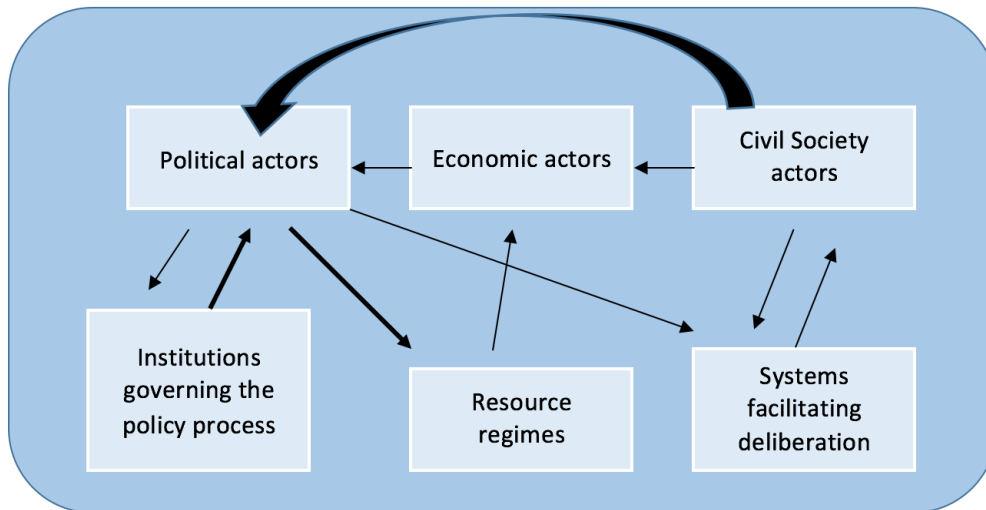 Political actors
Economic actors
Civil Society
actors
Institutions
governing the
policy process
Resource
regimes
Systems
facilitating
deliberation